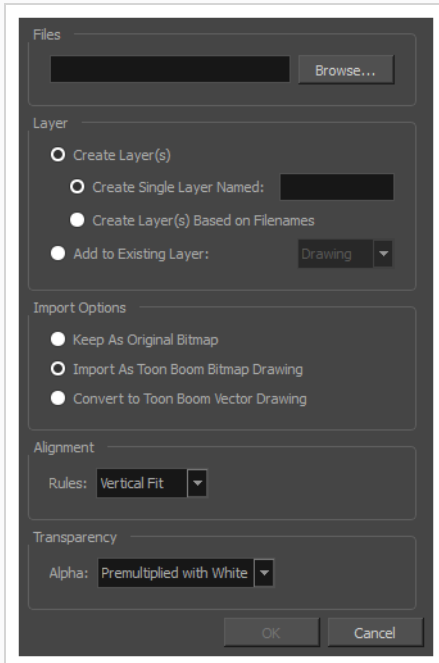 Files
Browse...
Layer
Create Layer(s)
Create Single Layer Named:
Create Layer(s) Based on Filenames
Add to Existing Layer: Drawing
Import Options
Keep As Original Bitmap
Import As Toon Boom Bitmap Drawing
Convert to Toon Boom Vector Drawing
Alignment
Rules: Vertical Fit
Transparency
Alpha: Premultiplied with White
OK Cancel